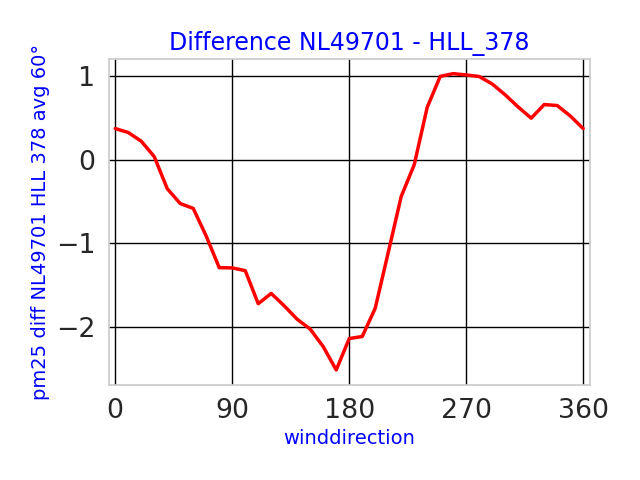 Difference NL49701 - HLL_378
pm25 diff NL49701 HLL 378 avg 60°
1
0
−1
−2
0 90 180 270 360
winddirection